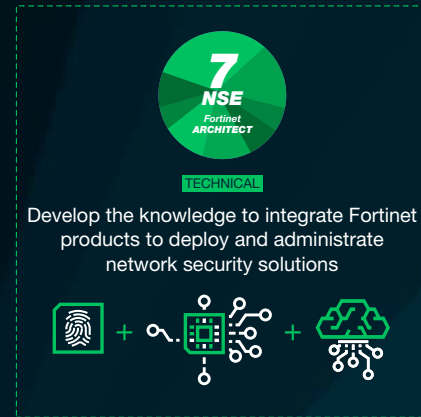 7
NSE
Fortinet
ARCHITECT
TECHNICAL
Develop the knowledge to integrate Fortinet
products to deploy and administrate
network security solutions
+
+